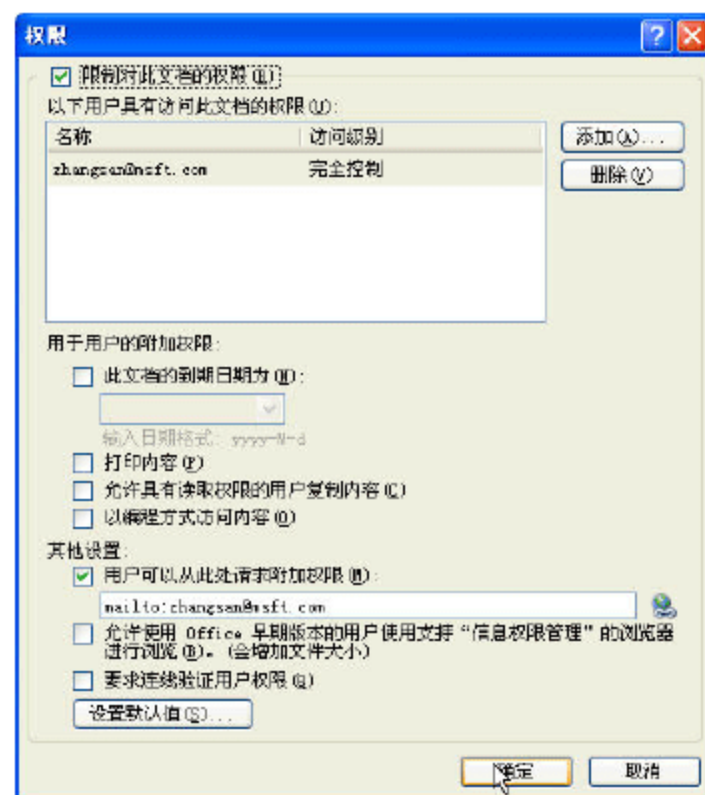 权限
限制对此文档的权限(R)
以下用户具有访问此文档的权限(U):
名称 访问级别 添加(A)...
zhangsan@msft.com 完全控制 删除(V)
用于用户的附加权限:
此文档的到期日期为(X):
输入日期格式: yyyy-M-d
打印内容(P)
允许具有读取权限的用户复制内容(C)
以编程方式访问内容(O)
其他设置:
用户可以从此处请求附加权限(M):
mailto:zhangsan@msft.com
允许使用 Office 早期版本的用户使用支持“信息权限管理”的浏览器
进行浏览(B)。(会增加文件大小)
要求连线验证用户权限(Q)
设置默认值(S)...
确定 取消